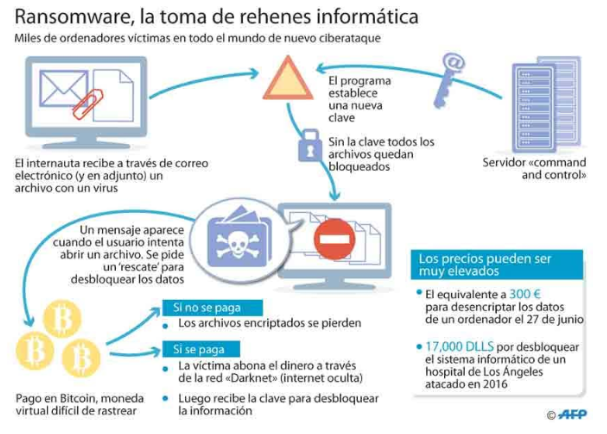 Ransomware, la toma de rehenes informática
Miles de ordenadores víctimas en todo el mundo de nuevo ciberataque
El internauta recibe a través de correo
electrónico (y en adjunto) un
archivo con un virus
El programa
establece
una nueva
clave
@
Servidor «command
and control»
Sin la clave todos los
archivos quedan
bloqueados
Un mensaje aparece
cuando el usuario intenta
abrir un archivo. Se pide
un 'rescate' para
desbloquear los datos
B
B
B
Pago en Bitcoin, moneda
virtual difícil de rastrear
Si no se paga
• Los archivos encriptados se pierden
Si se paga
• La víctima abona el dinero a través
de la red «Darknet» (internet oculta)
• Luego recibe la clave para desbloquear
la información
Los precios pueden ser
muy elevados
• El equivalente a 300 €
para desencriptar los datos
de un ordenador el 27 de junio
• 17,000 DLLS por desbloquear
el sistema informático de un
hospital de Los Ángeles
atacado en 2016
© AFP